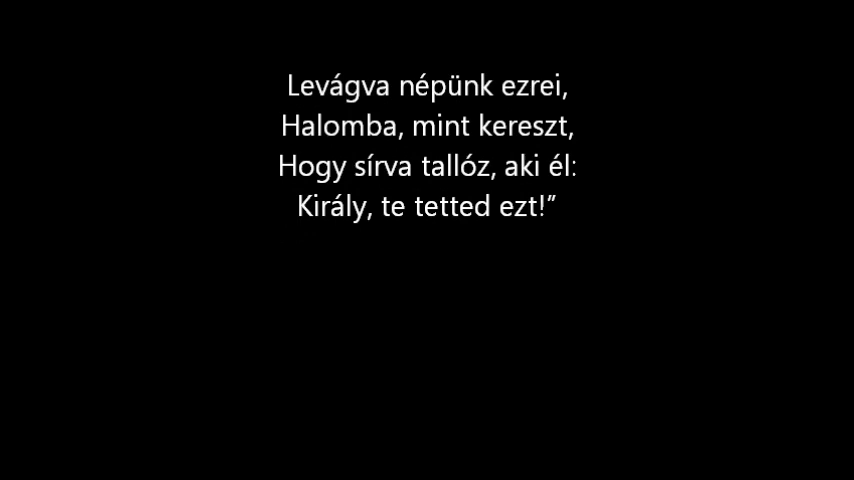 Levágva népünk ezrei,
Halomba, mint kereszt,
Hogy sírva tallóz, aki él:
Király, te tetted ezt!”